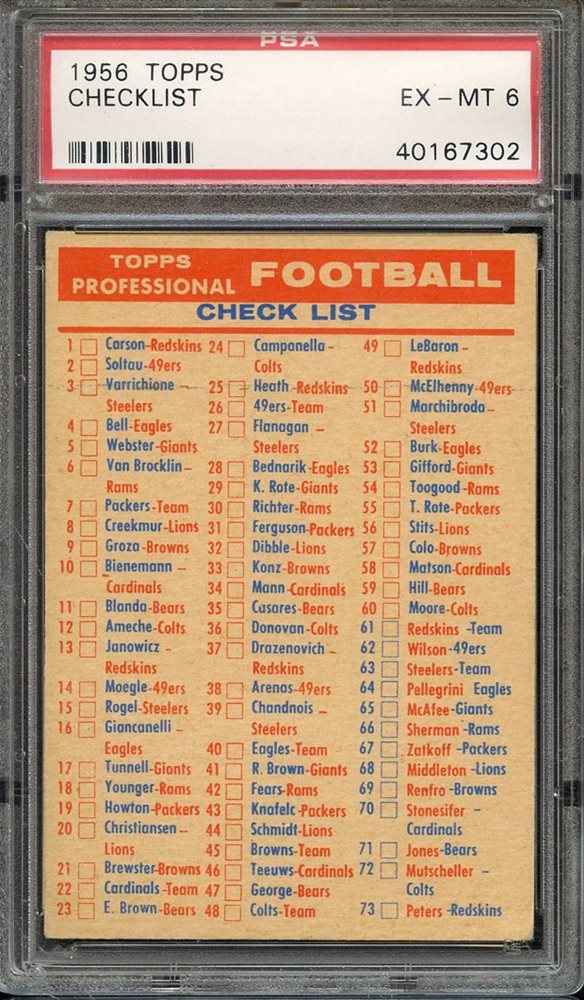 PSA
1956 TOPPS
CHECKLIST EX-MT 6
40167302
TOPPS
PROFESSIONAL FOOTBALL
CHECK LIST
1 Carson-Redskins
2 Soltau-49ers
3 Varrichione-
Steelers
4 Bell-Eagles
5 Webster-Giants
6 Van Brocklin-
Rams
7 Packers-Team
8 Creekmur-Lions
9 Groza-Browns
10 Bienemann-
Cardinals
11 Blanda-Bears
12 Ameche-Colts
13 Janowicz-
Redskins
14 Moegle-49ers
15 Rogel-Steelers
16 Giancanelli-
Eagles
17 Tunnell-Giants
18 Younger-Rams
19 Howton-Packers
20 Christiansen-
Lions
21 Brewster-Browns
22 Cardinals-Team
23 E. Brown-Bears
24 Campanella-
Colts
25 Heath-Redskins
26 49ers-Team
27 Flanagan-
Steelers
28 Bednarik-Eagles
29 K. Rote-Giants
30 Richter-Rams
31 Ferguson-Packers
32 Dibble-Lions
33 Konz-Browns
34 Mann-Cardinals
35 Casares-Bears
36 Donovan-Colts
37 Drazenovich-
Redskins
38 Arenas-49ers
39 Chandnois-
Steelers
40 Eagles-Team
41 R. Brown-Giants
42 Fears-Rams
43 Knafelc-Packers
44 Schmidt-Lions
45 Browns-Team
46 Teeuws-Cardinals
47 George-Bears
48 Colts-Team
49 LeBaron-
Redskins
50 McElhenny-49ers
51 Marchibroda-
Steelers
52 Burk-Eagles
53 Gifford-Giants
54 Toogood-Rams
55 T. Rote-Packers
56 Stits-Lions
57 Colo-Browns
58 Matson-Cardinals
59 Hill-Bears
60 Moore-Colts
61 Redskins-Team
62 Wilson-49ers
63 Steelers-Team
64 Pellegrini Eagles
65 McAfee-Giants
66 Sherman-Rams
67 Zatkoff-Packers
68 Middleton-Lions
69 Renfro-Browns
70 Stonesifer-
Cardinals
71 Jones-Bears
72 Mutscheller-
Colts
73 Peters-Redskins